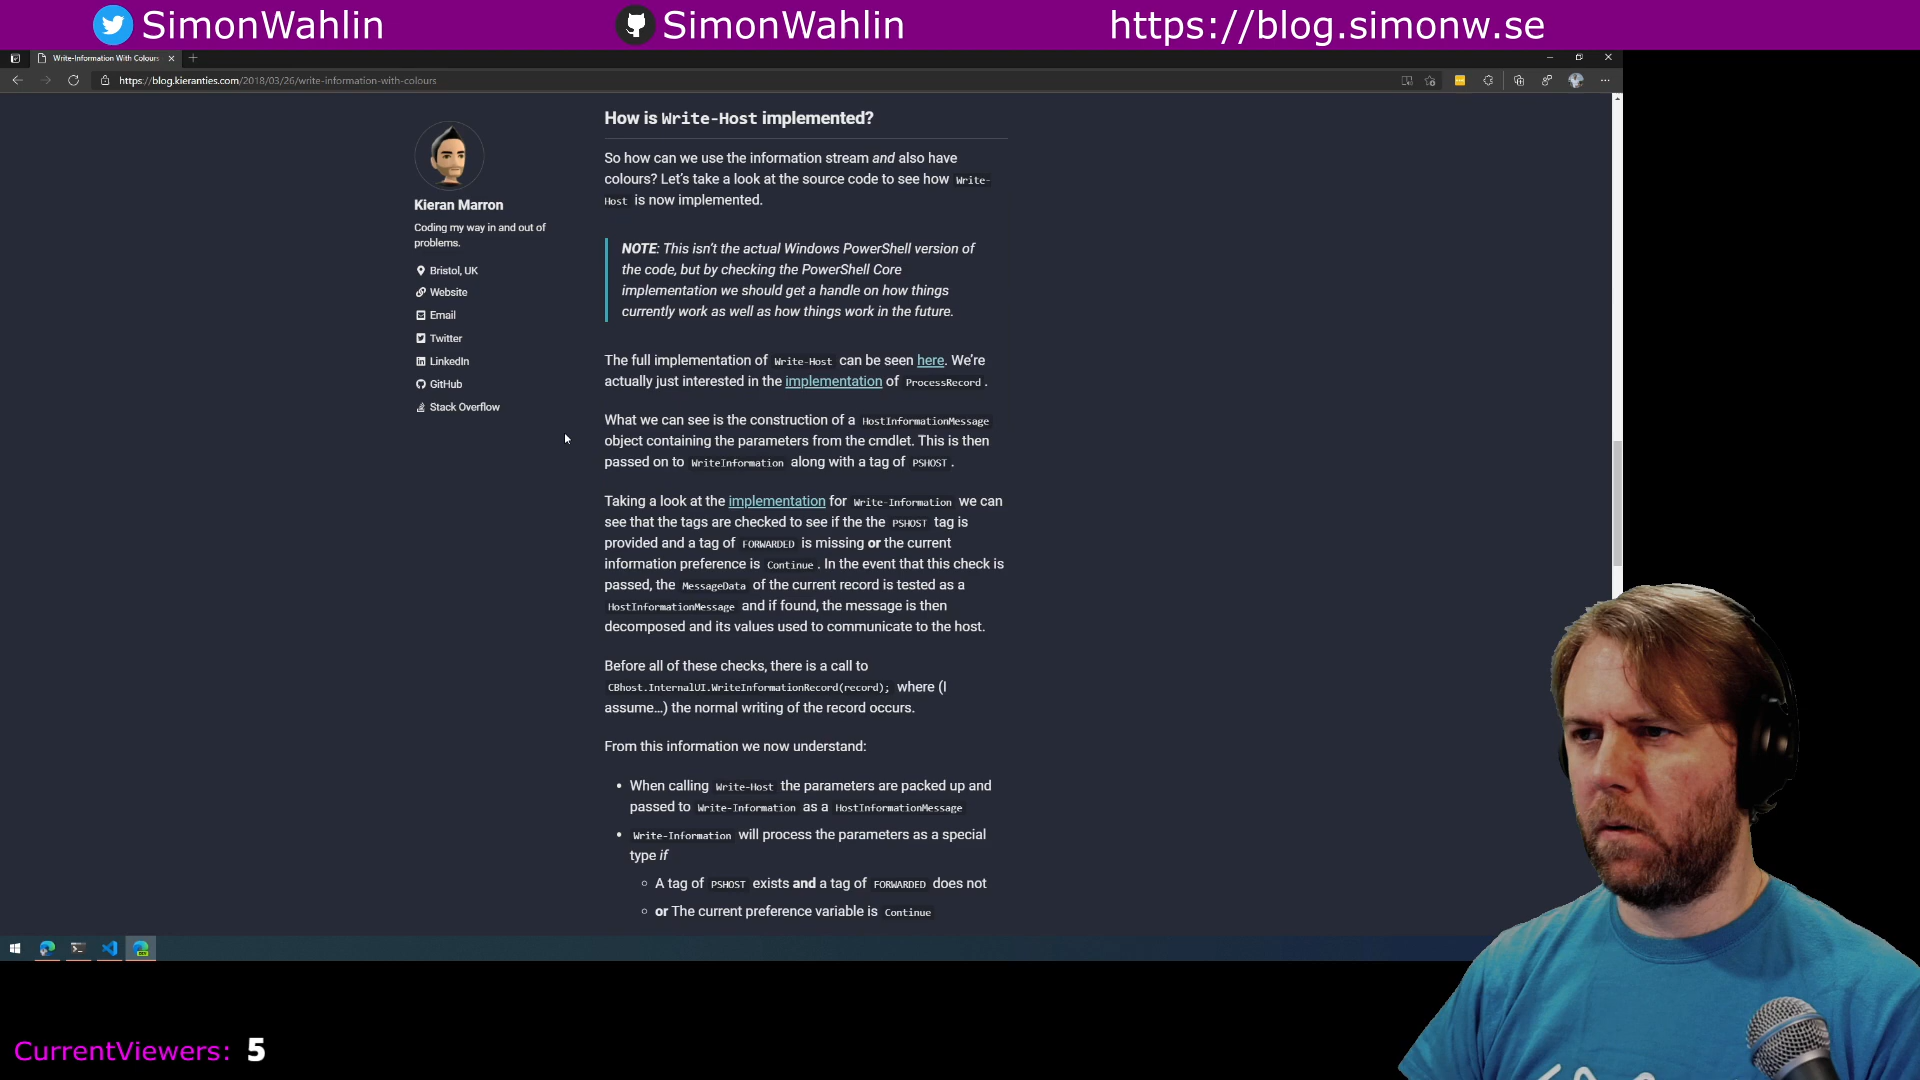 SimonWahlin
SimonWahlin
https://blog.simonw.se
Write-Information With Colours
https://blog.kieranties.com/2018/03/26/write-information-with-colours
Kieran Marron
Coding my way in and out of
problems.
Bristol, UK
Website
Email
Twitter
LinkedIn
GitHub
Stack Overflow
How is Write-Host implemented?
So how can we use the information stream and also have
colours? Let's take a look at the source code to see how Write-
Host is now implemented.
NOTE: This isn't the actual Windows PowerShell version of
the code, but by checking the PowerShell Core
implementation we should get a handle on how things
currently work as well as how things work in the future.
The full implementation of Write-Host can be seen here. We're
actually just interested in the implementation of ProcessRecord.
What we can see is the construction of a HostInformationMessage
object containing the parameters from the cmdlet. This is then
passed on to WriteInformation along with a tag of PSHOST.
Taking a look at the implementation for Write-Information we can
see that the tags are checked to see if the the PSHOST tag is
provided and a tag of FORWARDED is missing or the current
information preference is Continue. In the event that this check is
passed, the MessageData of the current record is tested as a
HostInformationMessage and if found, the message is then
decomposed and its values used to communicate to the host.
Before all of these checks, there is a call to
CBhost.InternalUI.WriteInformationRecord(record); where (I
assume...) the normal writing of the record occurs.
From this information we now understand:
• When calling Write-Host the parameters are packed up and
passed to Write-Information as a HostInformationMessage
• Write-Information will process the parameters as a special
type if
◦ A tag of PSHOST exists and a tag of FORWARDED does not
◦ or The current preference variable is Continue
CurrentViewers: 5